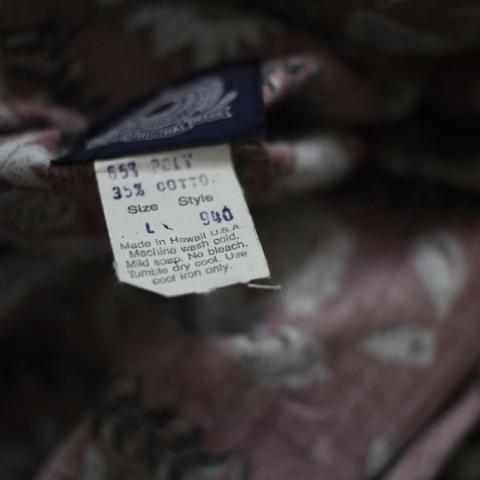 65% POLY
35% COTTON
Size Style
L 940
Made in Hawaii U.S.A.
Machine wash cold.
Mild soap. No bleach.
Tumble dry cool. Use
cool iron only.